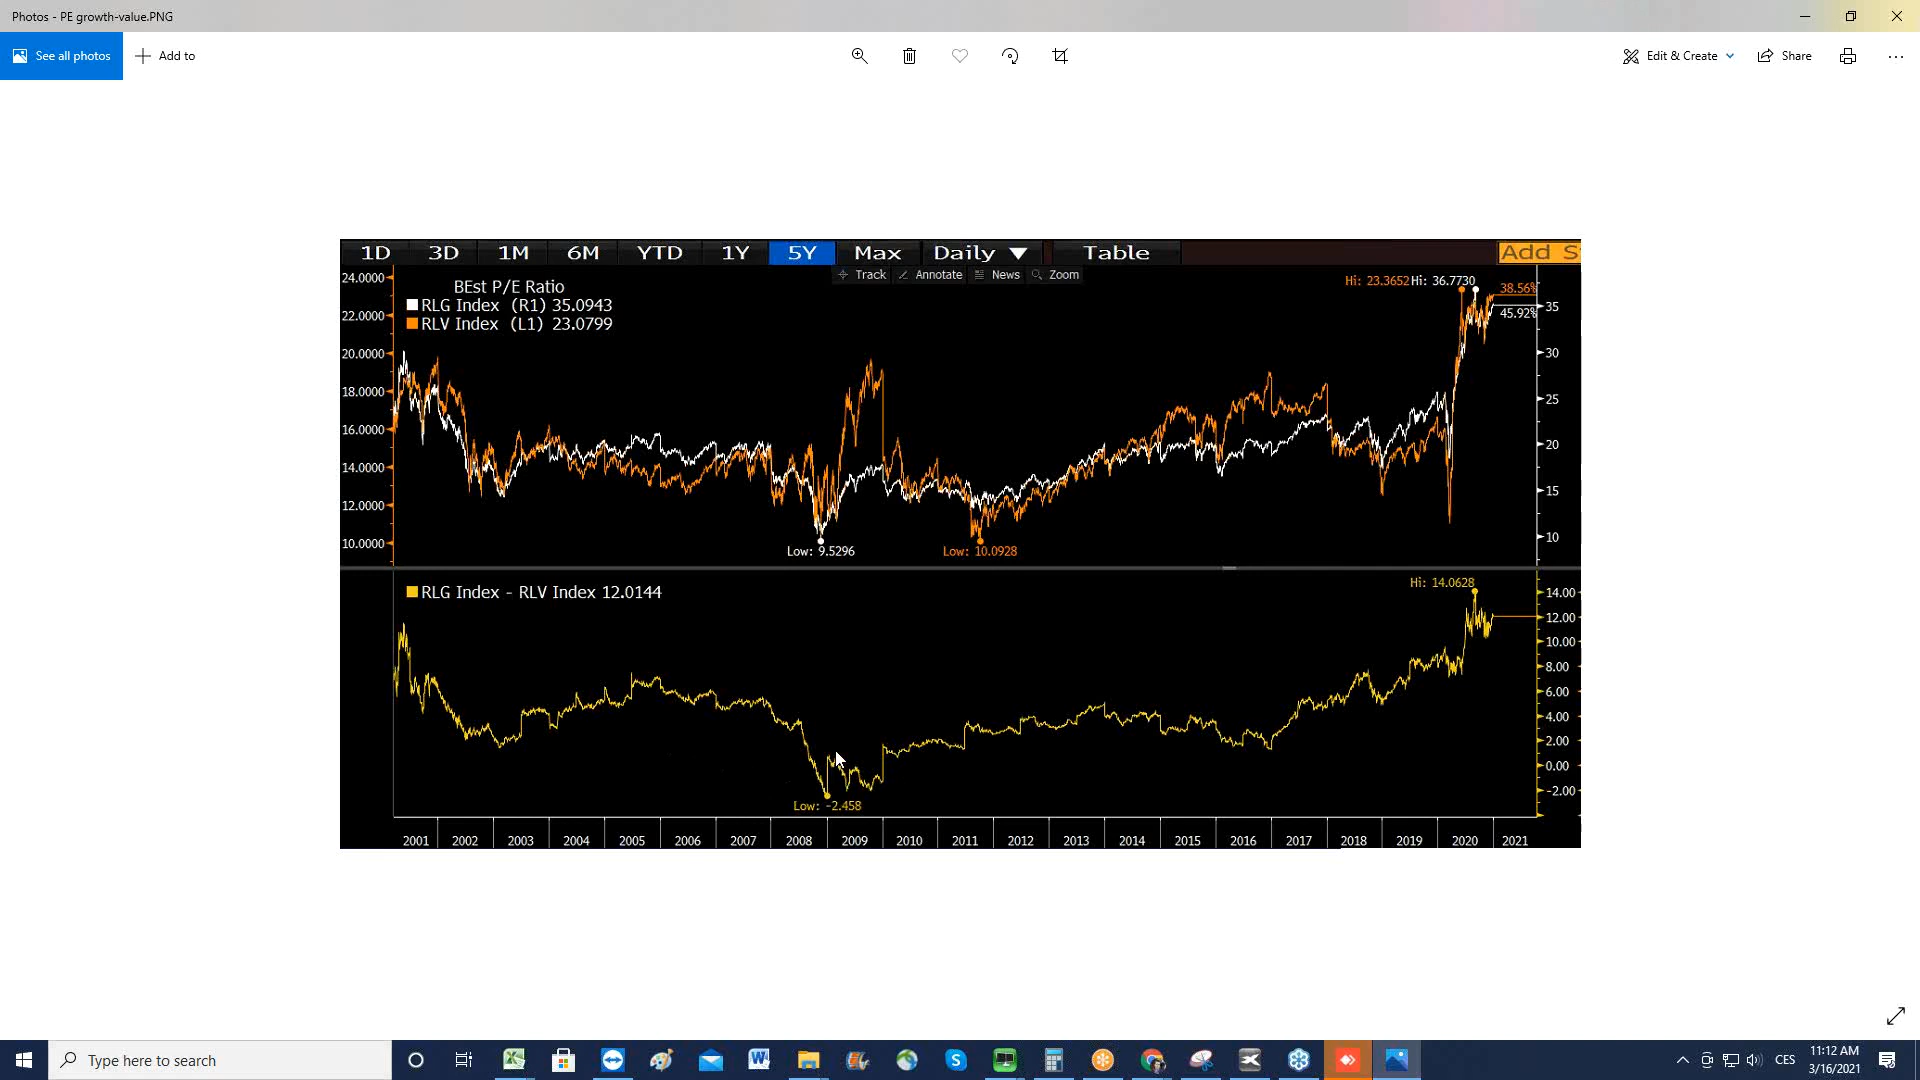 Photos - PE growth-value.PNG
See all photos
Add to
Edit & Create
Share
1D 3D 1M 6M YTD 1Y 5Y Max Daily ▼ Table Add S
Track Annotate News Zoom
BEst P/E Ratio
RLG Index (R1) 35.0943
RLV Index (L1) 23.0799
Hi: 23.3652 Hi: 36.7730
38.56%
45.92%
24.0000
22.0000
20.0000
18.0000
16.0000
14.0000
12.0000
10.0000
35
30
25
20
15
10
Low: 9.5296
Low: 10.0928
RLG Index - RLV Index 12.0144
Hi: 14.0628
14.00
12.00
10.00
8.00
6.00
4.00
2.00
0.00
-2.00
Low: -2.458
2001 2002 2003 2004 2005 2006 2007 2008 2009 2010 2011 2012 2013 2014 2015 2016 2017 2018 2019 2020 2021
Type here to search
CES
11:12 AM
3/16/2021